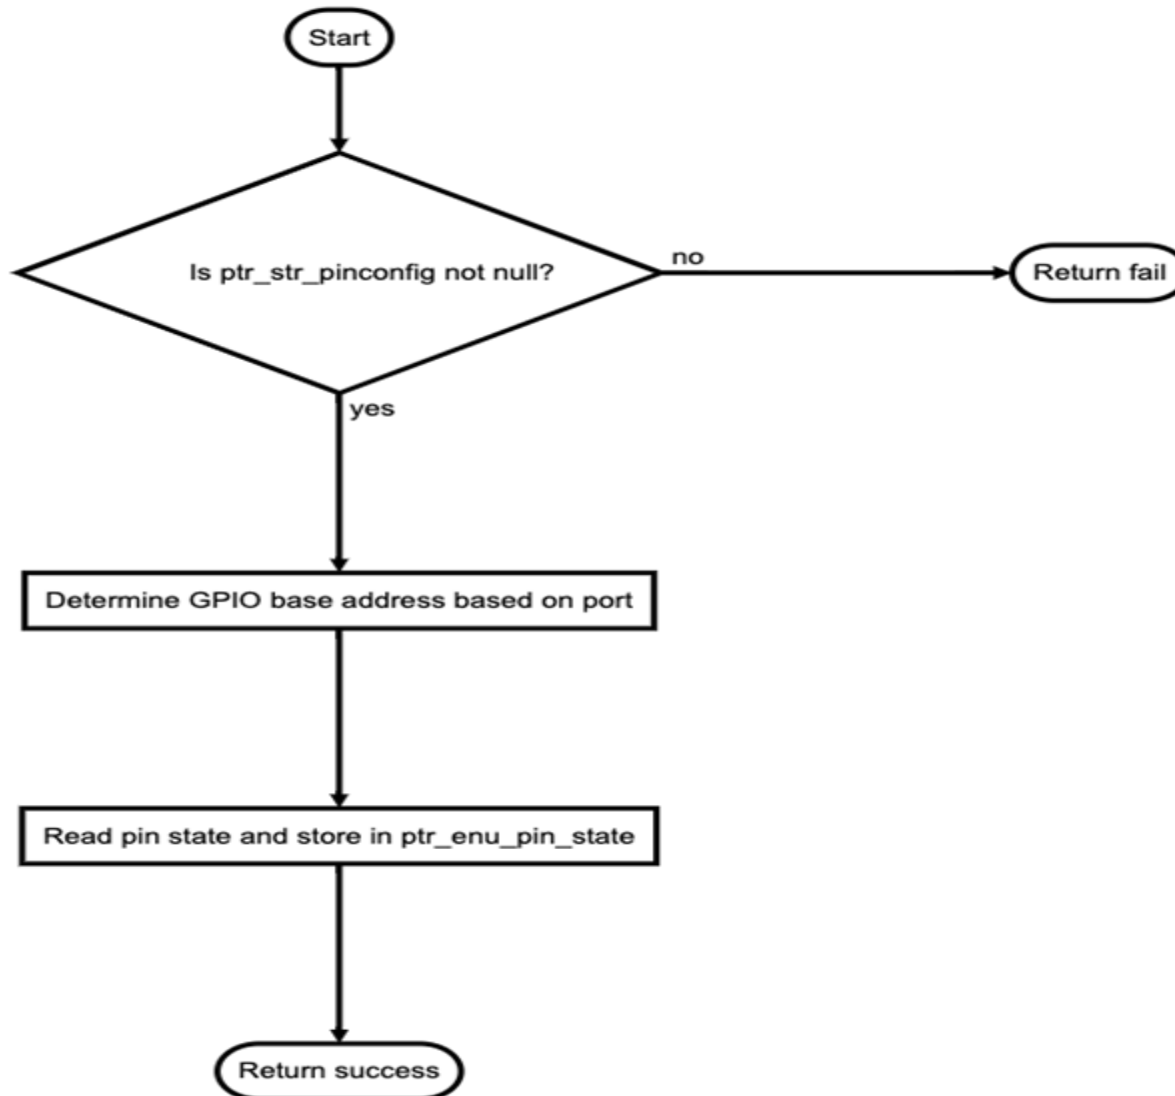 Start
Is ptr_str_pinconfig not null?
no
Return fail
yes
Determine GPIO base address based on port
Read pin state and store in ptr_enu_pin_state
Return success